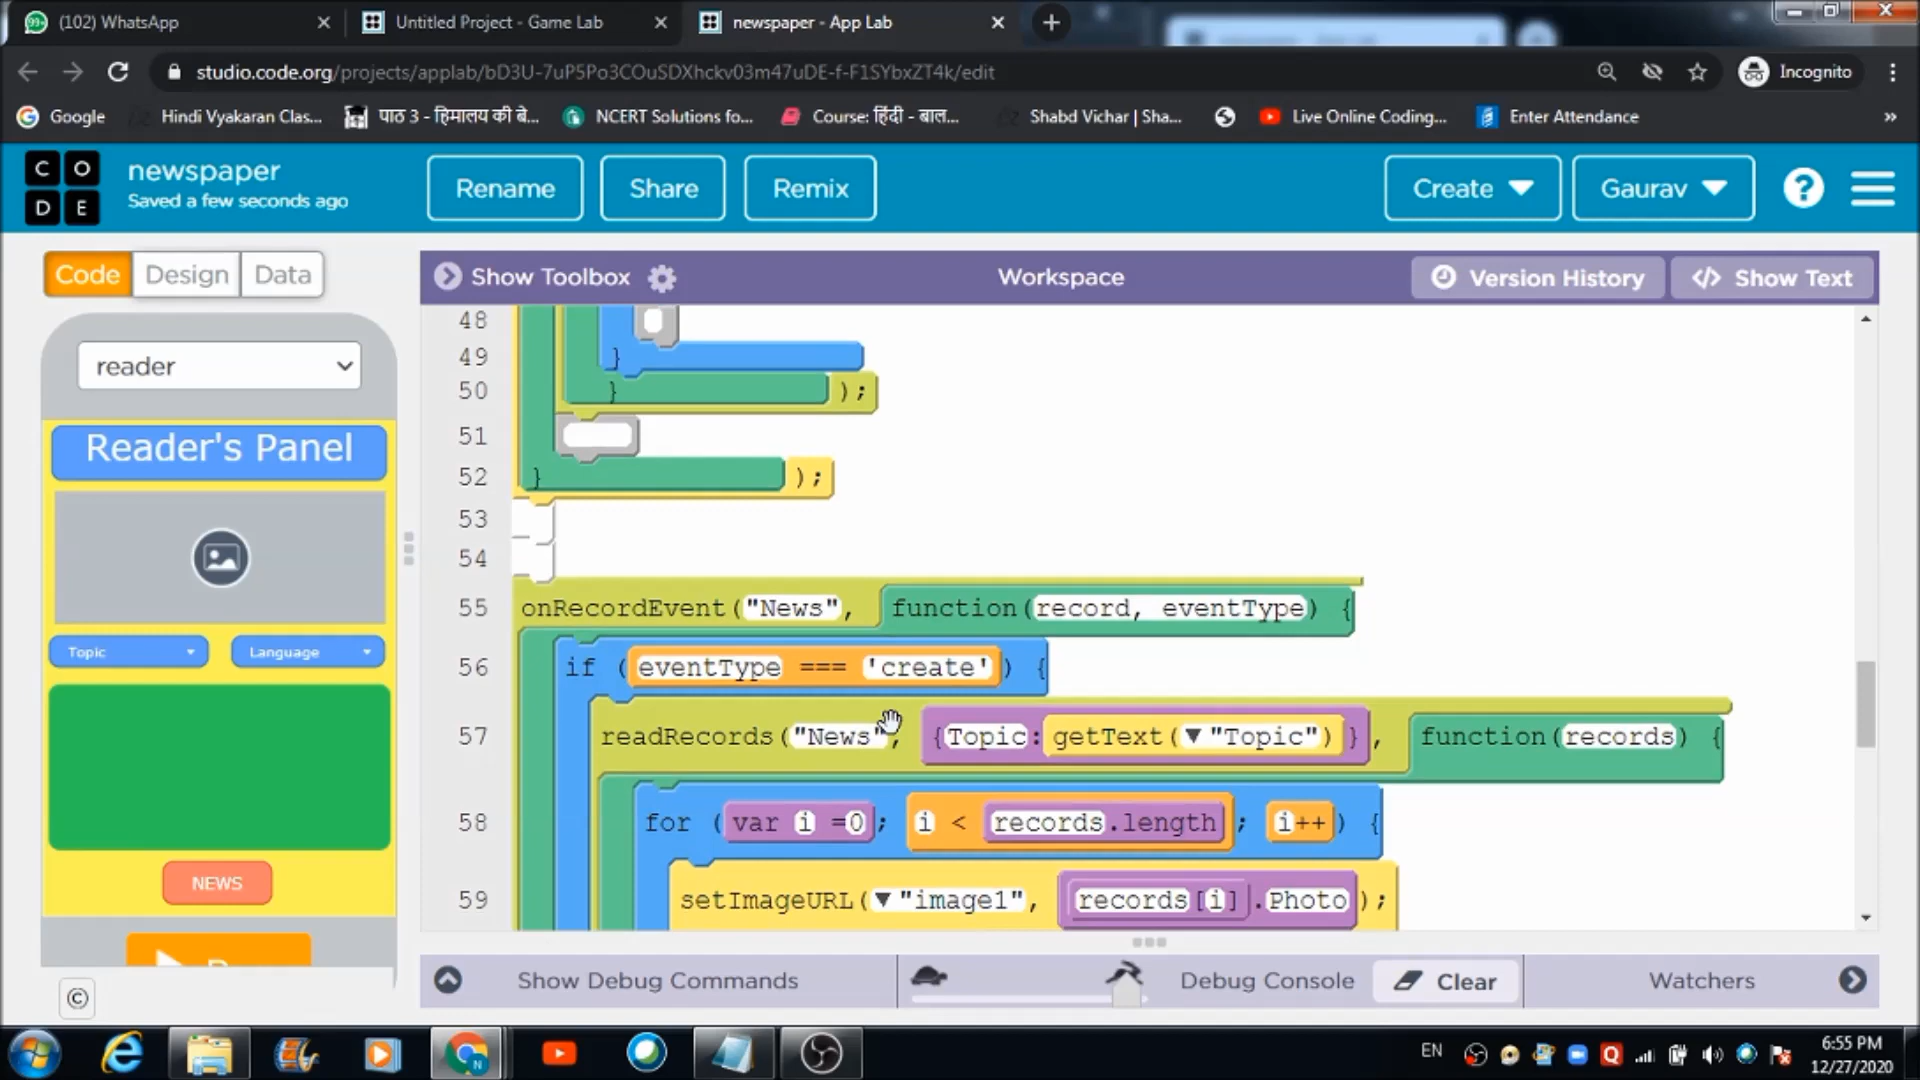 (102) WhatsApp
Untitled Project - Game Lab
newspaper - App Lab
studio.code.org/projects/applab/bD3U-7uP5Po3COuSDXhckv03m47uDE-f-F1SYbxZT4k/edit
Incognito
Google
Hindi Vyakaran Clas...
पाठ 3 - हिमालय की बे...
NCERT Solutions fo...
Course: हिंदी - बाल...
Shabd Vichar | Sha...
Live Online Coding...
Enter Attendance
»
C O
D E
newspaper
Saved a few seconds ago
Rename
Share
Remix
Create
Gaurav
?
Code
Design
Data
Show Toolbox
Workspace
Version History
</> Show Text
reader
Reader's Panel
Topic
Language
NEWS
48
49 }
50 } );
51
52 } );
53
54
55 onRecordEvent("News", function(record, eventType) {
56 if (eventType === 'create') {
57 readRecords("News", {Topic: getText("Topic")}, function(records) {
58 for (var i =0; i < records.length; i++) {
59 setImageURL("image1", records[i].Photo);
Show Debug Commands
Debug Console
Clear
Watchers
©
EN
6:55 PM
12/27/2020